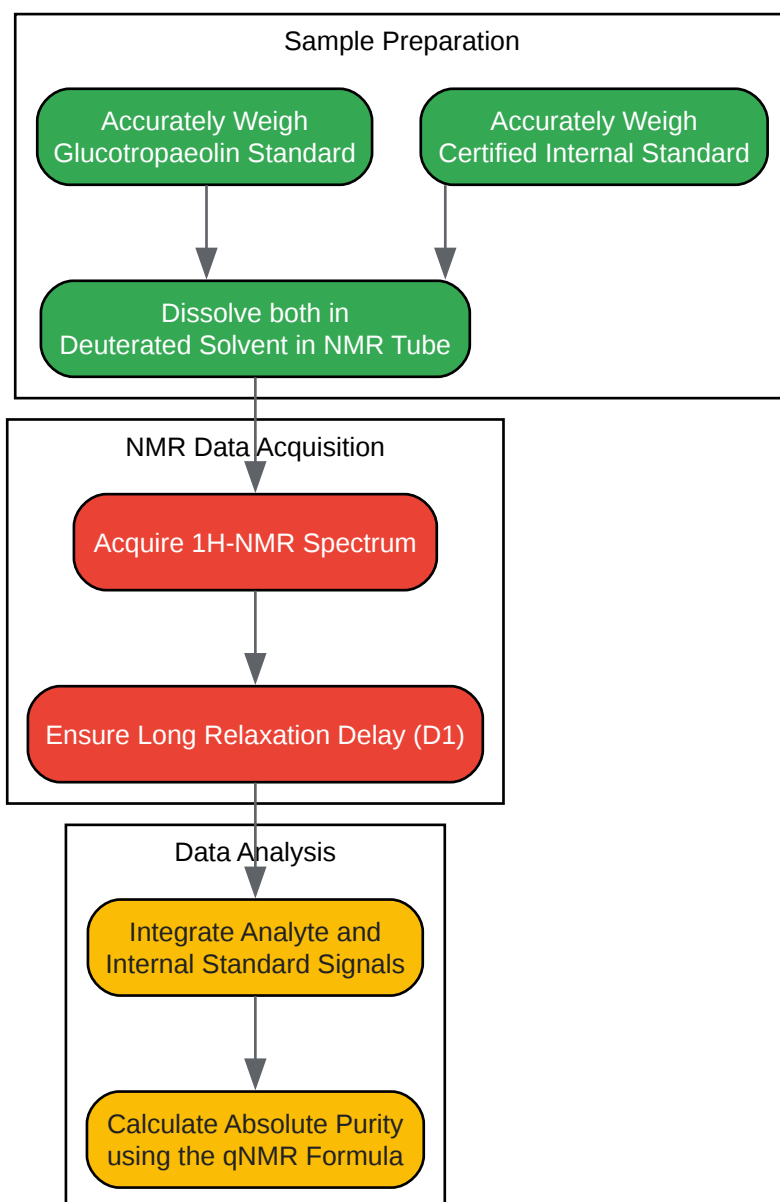 Sample Preparation
Accurately Weigh
Glucotropaeolin Standard
Accurately Weigh
Certified Internal Standard
Dissolve both in
Deuterated Solvent in NMR Tube
NMR Data Acquisition
Acquire 1H-NMR Spectrum
Ensure Long Relaxation Delay (D1)
Data Analysis
Integrate Analyte and
Internal Standard Signals
Calculate Absolute Purity
using the qNMR Formula